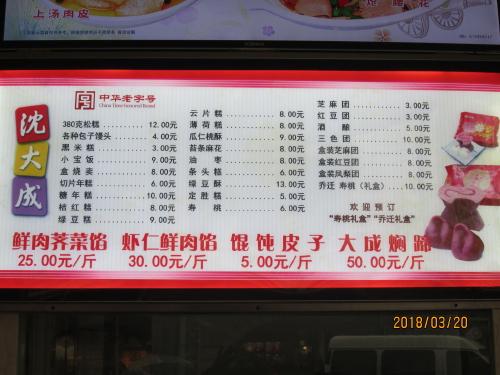 上汤肉皮
沈大成
中华老字号
China Time-honored Brand
380克松糕 12.00元
各种包子馒头 4.00元
黑米糕 3.00元
小宝饭 9.00元
盒烧卖 8.00元
切片年糕 6.00元
糖年糕 10.00元
桔红糕 8.00元
绿豆糕 9.00元
云片糕 8.00元
薄荷糕 8.00元
瓜仁桃酥 9.00元
苔条麻花 8.00元
油枣 8.00元
条头糕 6.00元
绿豆酥 13.00元
定胜糕 5.00元
寿桃 6.00元
芝麻团 3.00元
红豆团 3.00元
酒酿 5.00元
三色团 10.00元
盒装芝麻团 8.00元
盒装红豆团 8.00元
盒装凤梨团 8.00元
乔迁 寿桃(礼盒) 10.00元
欢迎预订
"寿桃礼盒"“乔迁礼盒”
鲜肉荠菜馅 虾仁鲜肉馅 馄饨皮子 大成焖蹄
25.00元/斤 30.00元/斤 5.00元/斤 50.00元/斤
2018/03/20